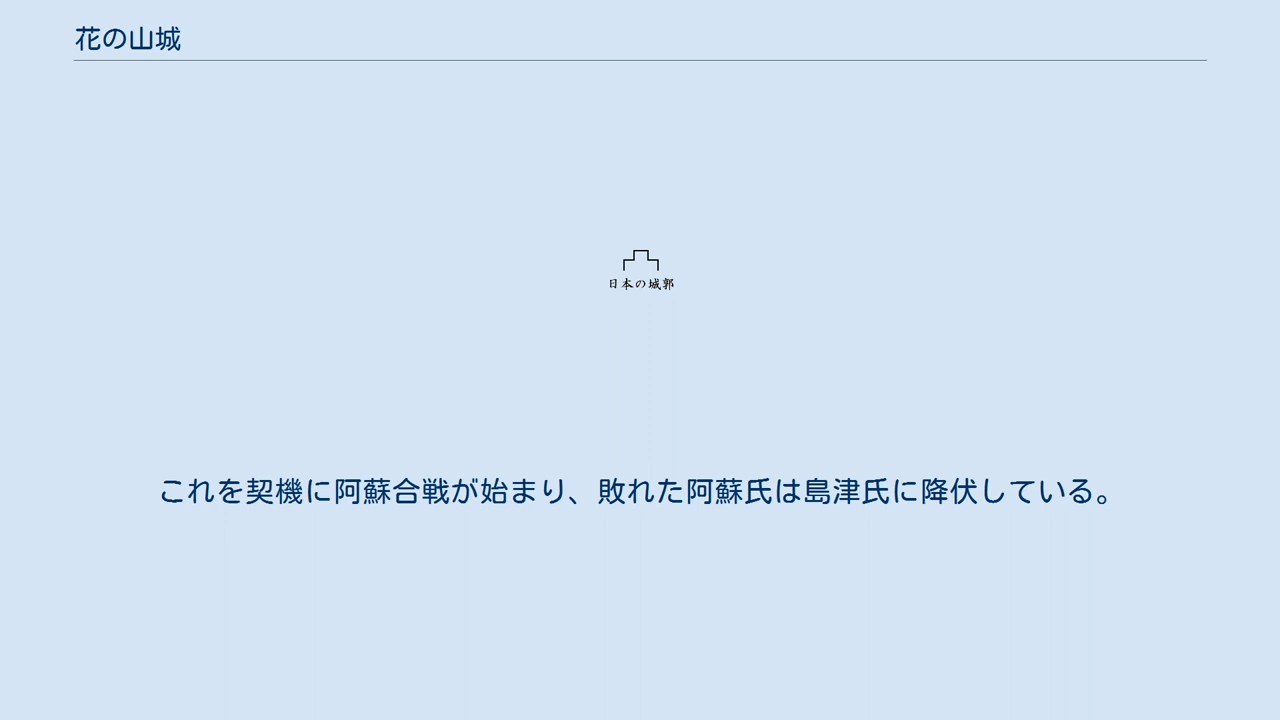 花の山城
日本の城郭
これを契機に阿蘇合戦が始まり、敗れた阿蘇氏は島津氏に降伏している。